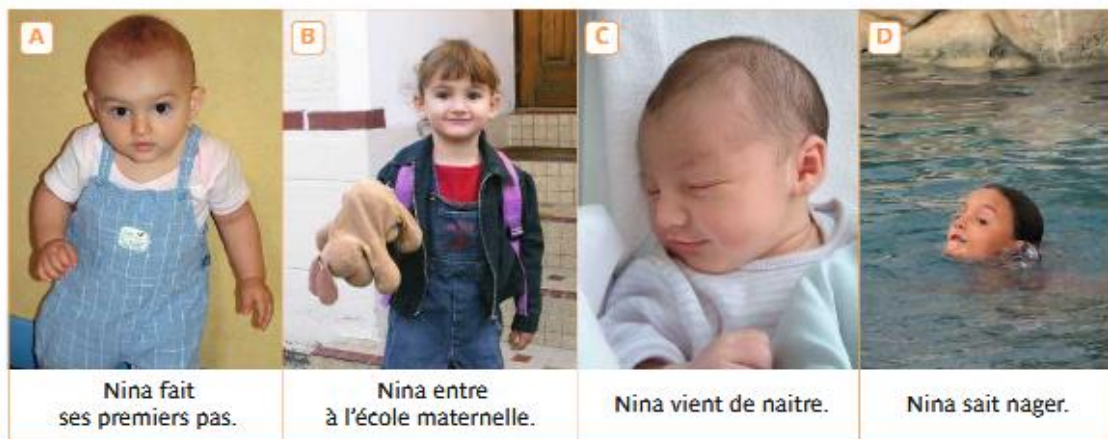 A
B
C
D
Nina fait
ses premiers pas.
Nina entre
à l'école maternelle.
Nina vient de naitre.
Nina sait nager.